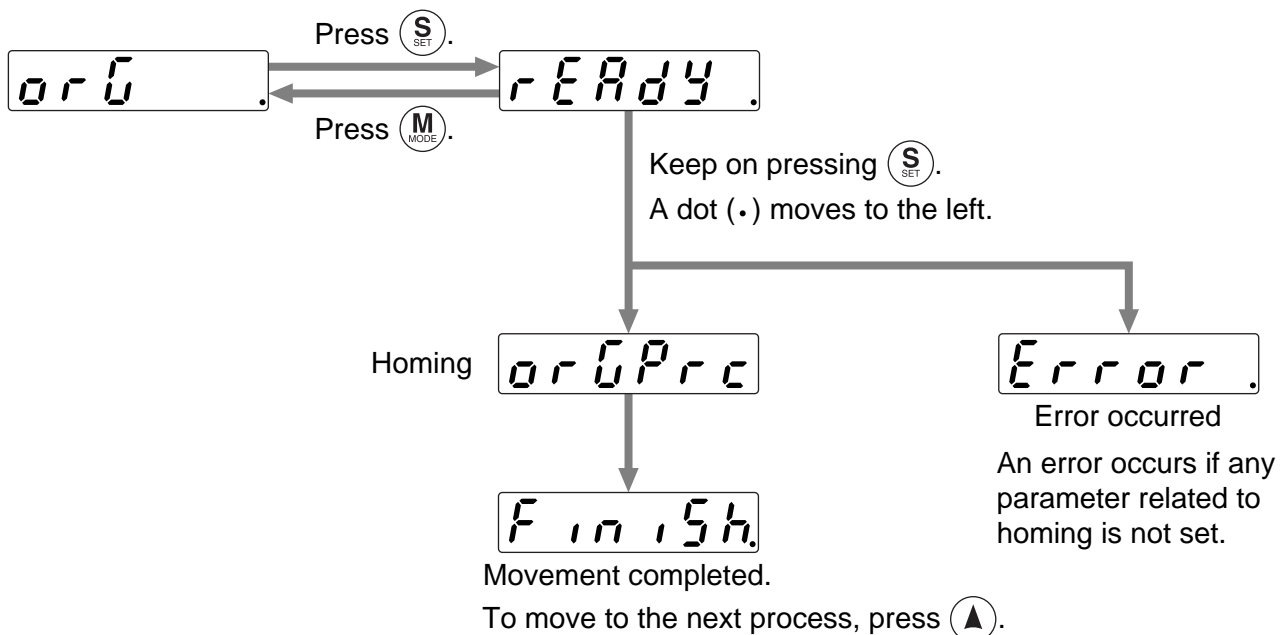 Press S SET.
orG .
rEAdY .
Press M MODE.
Keep on pressing S SET.
A dot (.) moves to the left.
Homing
orGPrc
Error .
Error occurred
An error occurs if any
parameter related to
homing is not set.
FiniSh.
Movement completed.
To move to the next process, press ▲.